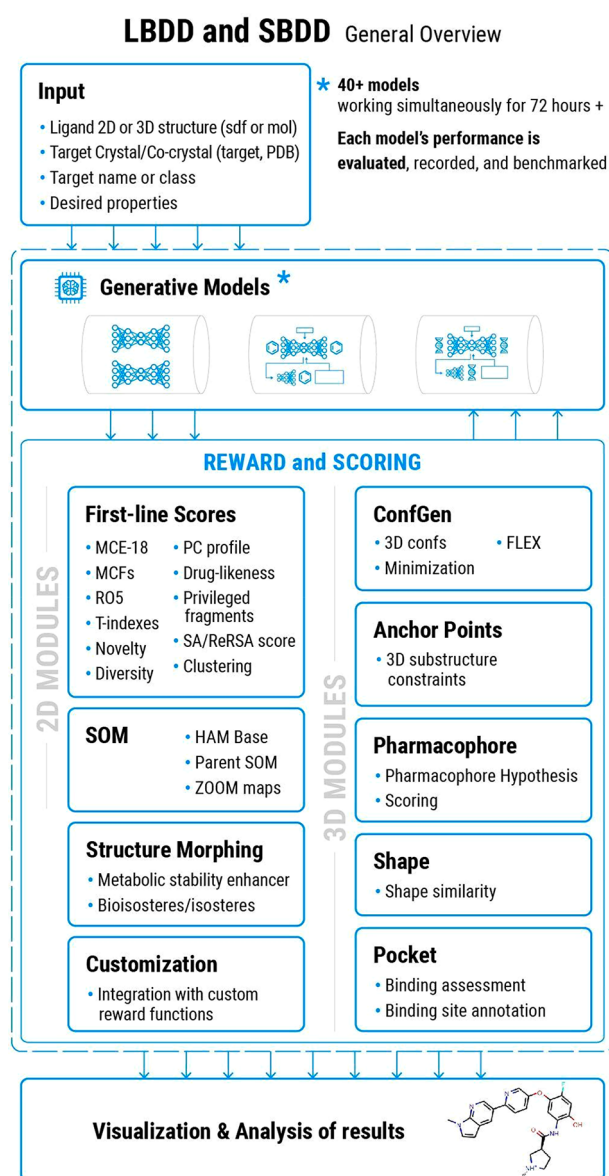 LBDD and SBDD General Overview
Input
• Ligand 2D or 3D structure (sdf or mol)
• Target Crystal/Co-crystal (target, PDB)
• Target name or class
• Desired properties
* 40+ models
working simultaneously for 72 hours +
Each model's performance is
evaluated, recorded, and benchmarked
Generative Models *
REWARD and SCORING
2D MODULES
First-line Scores
• MCE-18
• MCFs
• RO5
• T-indexes
• Novelty
• Diversity
• PC profile
• Drug-likeness
• Privileged
fragments
• SA/ReRSA score
• Clustering
SOM
• HAM Base
• Parent SOM
• ZOOM maps
Structure Morphing
• Metabolic stability enhancer
• Bioisosteres/isosteres
Customization
• Integration with custom
reward functions
3D MODULES
ConfGen
• 3D confs
• Minimization
• FLEX
Anchor Points
• 3D substructure
constraints
Pharmacophore
• Pharmacophore Hypothesis
• Scoring
Shape
• Shape similarity
Pocket
• Binding assessment
• Binding site annotation
Visualization & Analysis of results
N
N
N
N
O
F
OH
NH
O
NH+